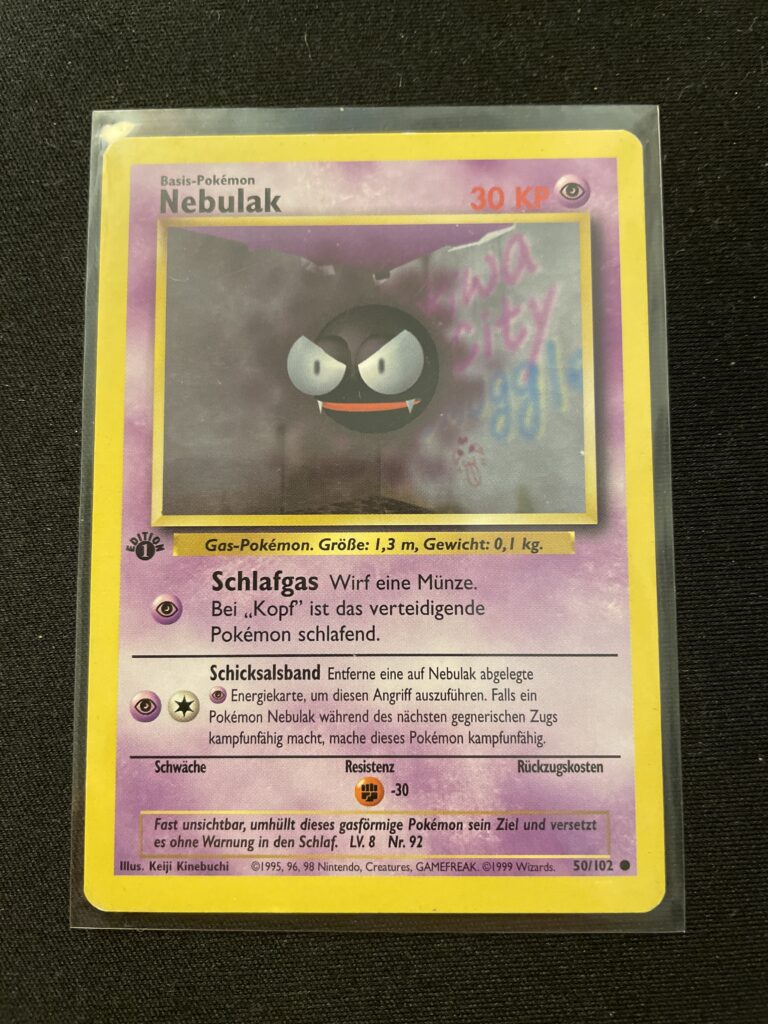 Basis-Pokémon
Nebulak
30 KP
wa
City
ggl
EDITION
1
Gas-Pokémon. Größe: 1,3 m, Gewicht: 0,1 kg.
Schlafgas Wirf eine Münze.
Bei „Kopf” ist das verteidigende
Pokémon schlafend.
Schicksalsband Entferne eine auf Nebulak abgelegte
Energiekarte, um diesen Angriff auszuführen. Falls ein
Pokémon Nebulak während des nächsten gegnerischen Zugs
kampfunfähig macht, mache dieses Pokémon kampfunfähig.
Schwäche Resistenz Rückzugskosten
-30
Fast unsichtbar, umhüllt dieses gasförmige Pokémon sein Ziel und versetzt
es ohne Warnung in den Schlaf. LV. 8 Nr. 92
Illus. Keiji Kinebuchi ©1995, 96, 98 Nintendo, Creatures, GAMEFREAK. ©1999 Wizards. 50/102